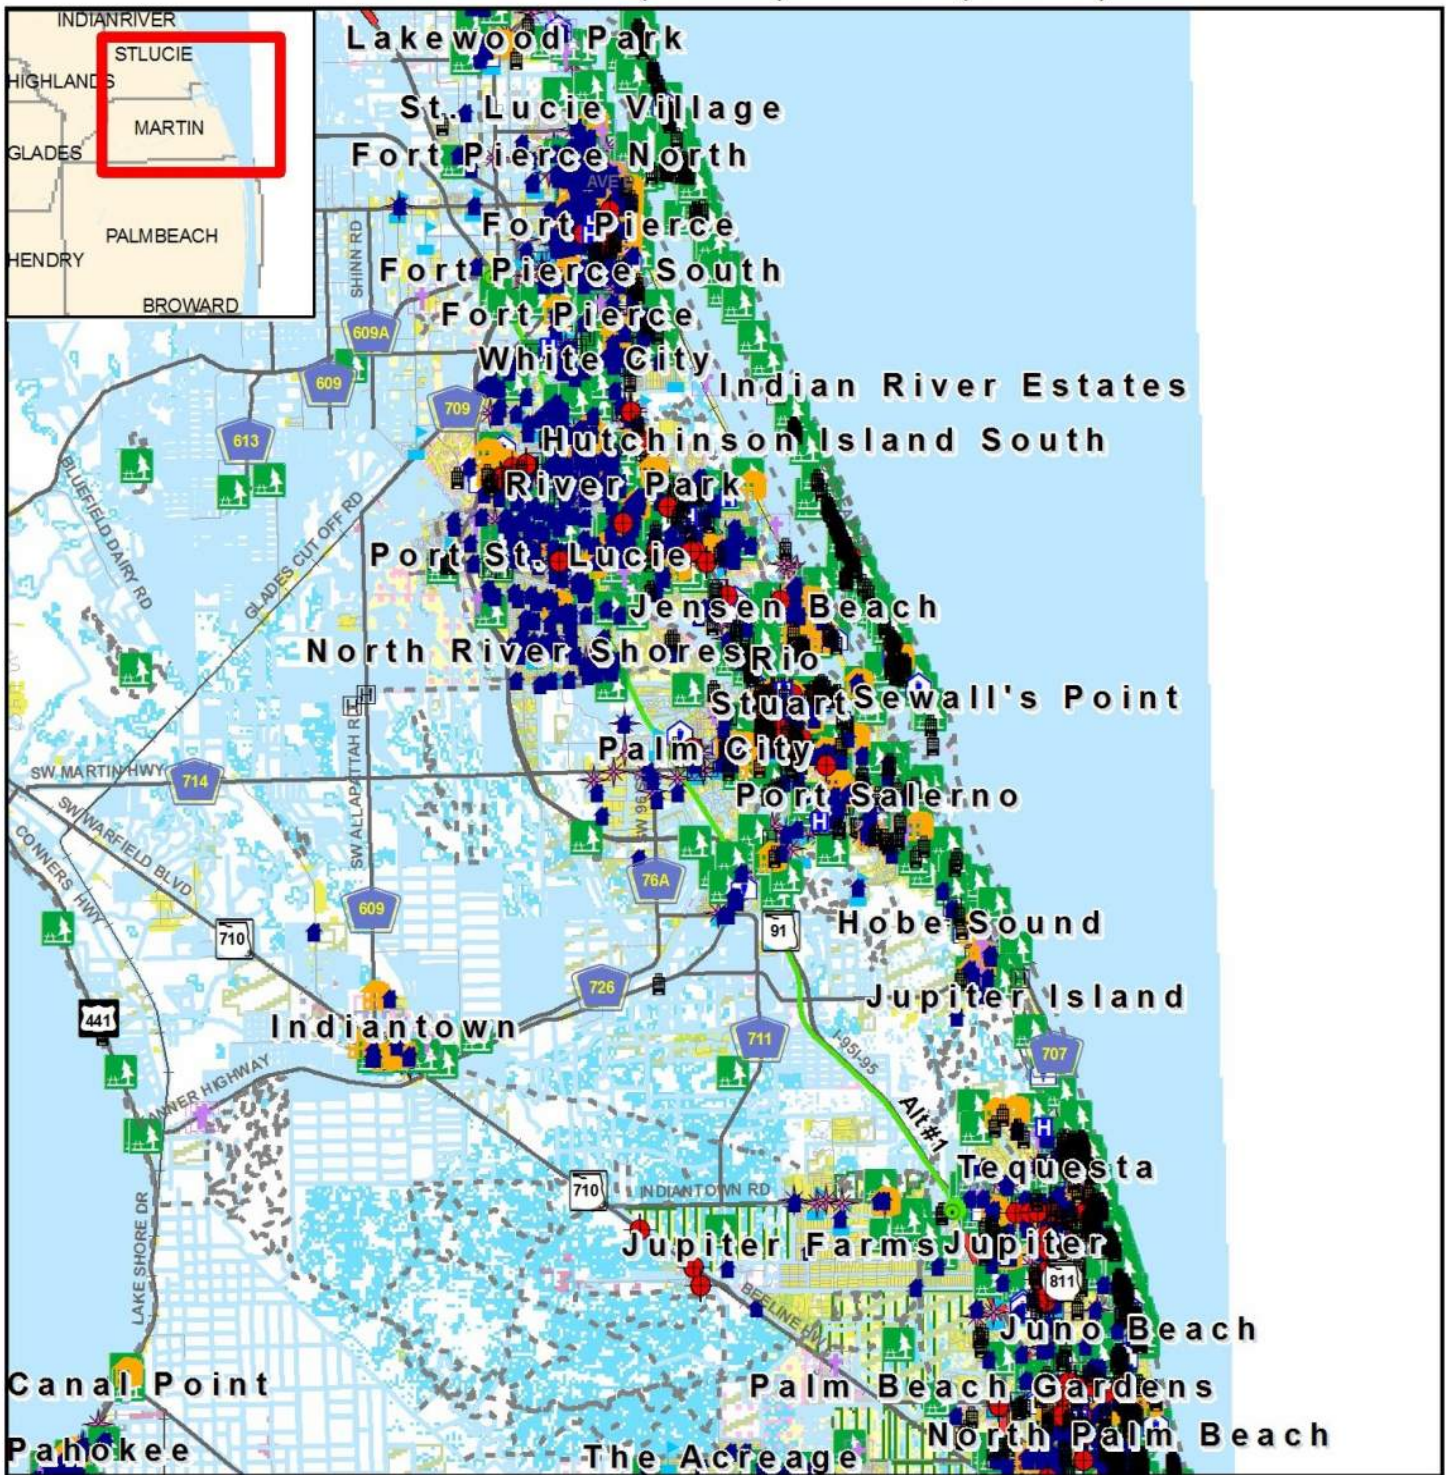 INDIANRIVER
STLUCIE
HIGHLANDS
MARTIN
GLADES
PALMBEACH
HENDRY
BROWARD
Lakewood Park
St. Lucie Village
Fort Pierce North
Fort Pierce
H
SHINN RD
Fort Pierce South
Fort Pierce
609A
H
White City
609
Indian River Estates
709
613
Hutchinson Island South
River Park
H
BLUEFIELD DAIRY RD
GLADES CUT OFF RD
Port St. Lucie
Jensen Beach
North River Shores
Rio
H
H
Stuart
Sewall's Point
Palm City
SW MARTIN HWY
714
SW ALLAPATTAH R
Port Salerno
H
SW WARFIELD BLVD
CONNERS HWY
76A
609
710
91
Hobe Sound
726
Jupiter Island
441
Indiantown
711
I-95I-95
707
ANNER HIGHWAY
Alt #1
H
Tequesta
710
INDIANTOWN RD
LAKE SHORE DR
Jupiter Farms
Jupiter
811
BEELINE HWY
Juno Beach
Canal Point
Palm Beach Gardens
North Palm Beach
Pahokee
The Acreage